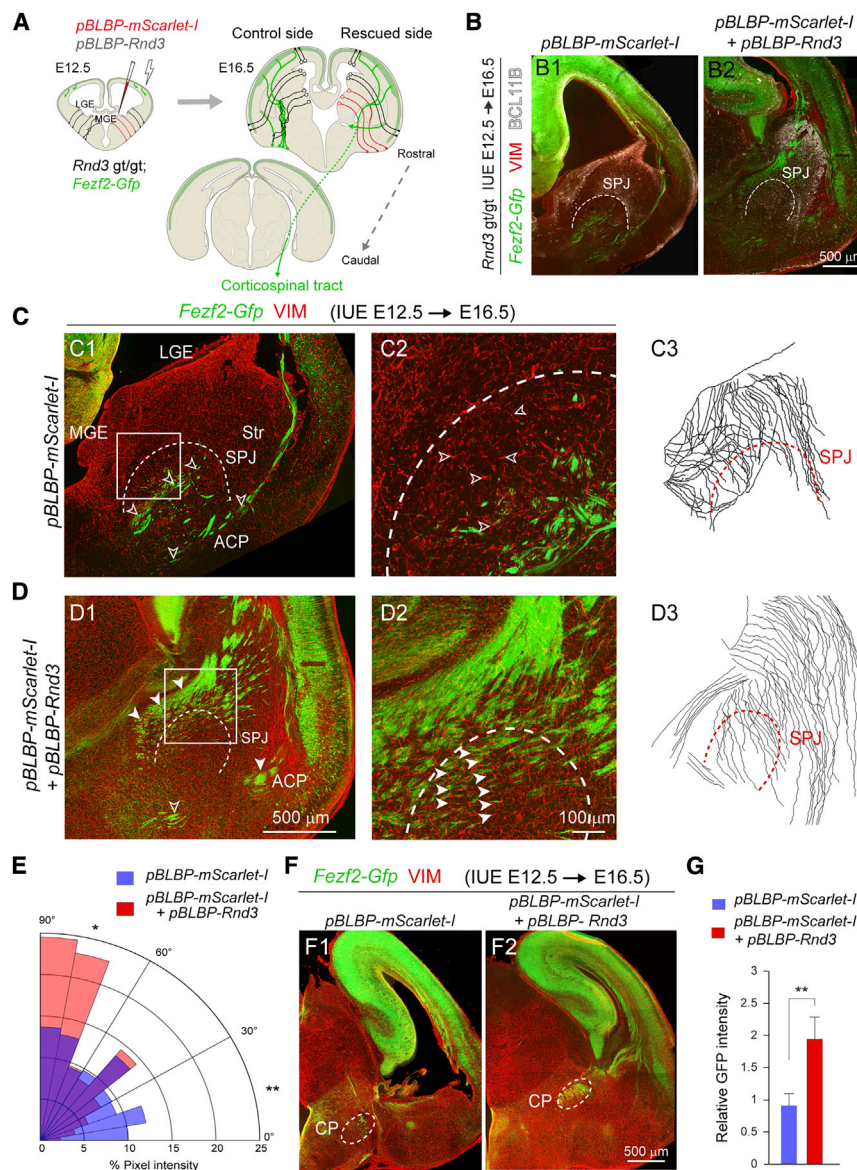 A
pBLBP-mScarlet-I
pBLBP-Rnd3
E12.5
LGE
MGE
Rnd3 gt/gt;
Fezf2-Gfp
Control side
Rescued side
E16.5
Rostral
Caudal
Corticospinal tract
B
pBLBP-mScarlet-I
pBLBP-mScarlet-I
+ pBLBP-Rnd3
Rnd3 gt/gt IUE E12.5 → E16.5
Fezf2-Gfp VIM BCL11B
B1
SPJ
B2
SPJ
500 µm
C
Fezf2-Gfp VIM (IUE E12.5 → E16.5)
pBLBP-mScarlet-I
C1
LGE
MGE
Str
SPJ
ACP
C2
C3
SPJ
D
pBLBP-mScarlet-I
+ pBLBP-Rnd3
D1
SPJ
ACP
500 µm
D2
100µm
D3
SPJ
E
pBLBP-mScarlet-I
pBLBP-mScarlet-I
+ pBLBP-Rnd3
90°
*
60°
30°
**
0°
0 5 10 15 20 25
% Pixel intensity
F
Fezf2-Gfp VIM (IUE E12.5 → E16.5)
pBLBP-mScarlet-I
pBLBP-mScarlet-I
+ pBLBP- Rnd3
F1
CP
F2
CP
500 µm
G
pBLBP-mScarlet-I
pBLBP-mScarlet-I
+ pBLBP-Rnd3
Relative GFP intensity
3
2.5
2
1.5
1
0.5
0
**